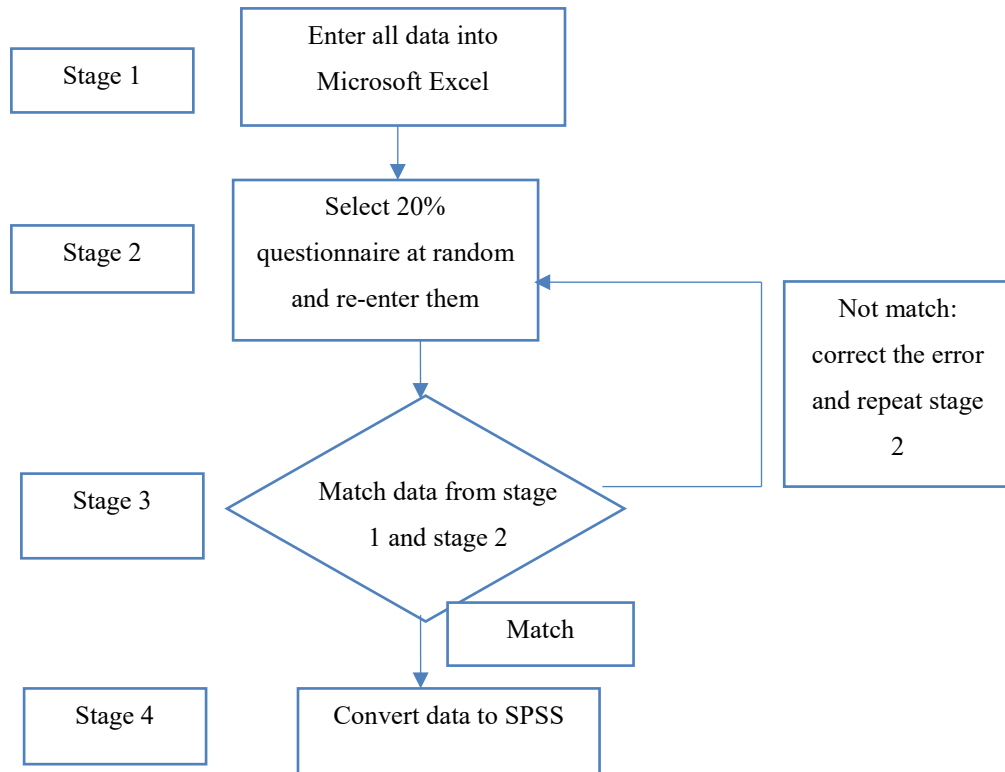 Stage 1
Enter all data into
Microsoft Excel
Stage 2
Select 20%
questionnaire at random
and re-enter them
Not match:
correct the error
and repeat stage
2
Stage 3
Match data from stage
1 and stage 2
Match
Stage 4
Convert data to SPSS